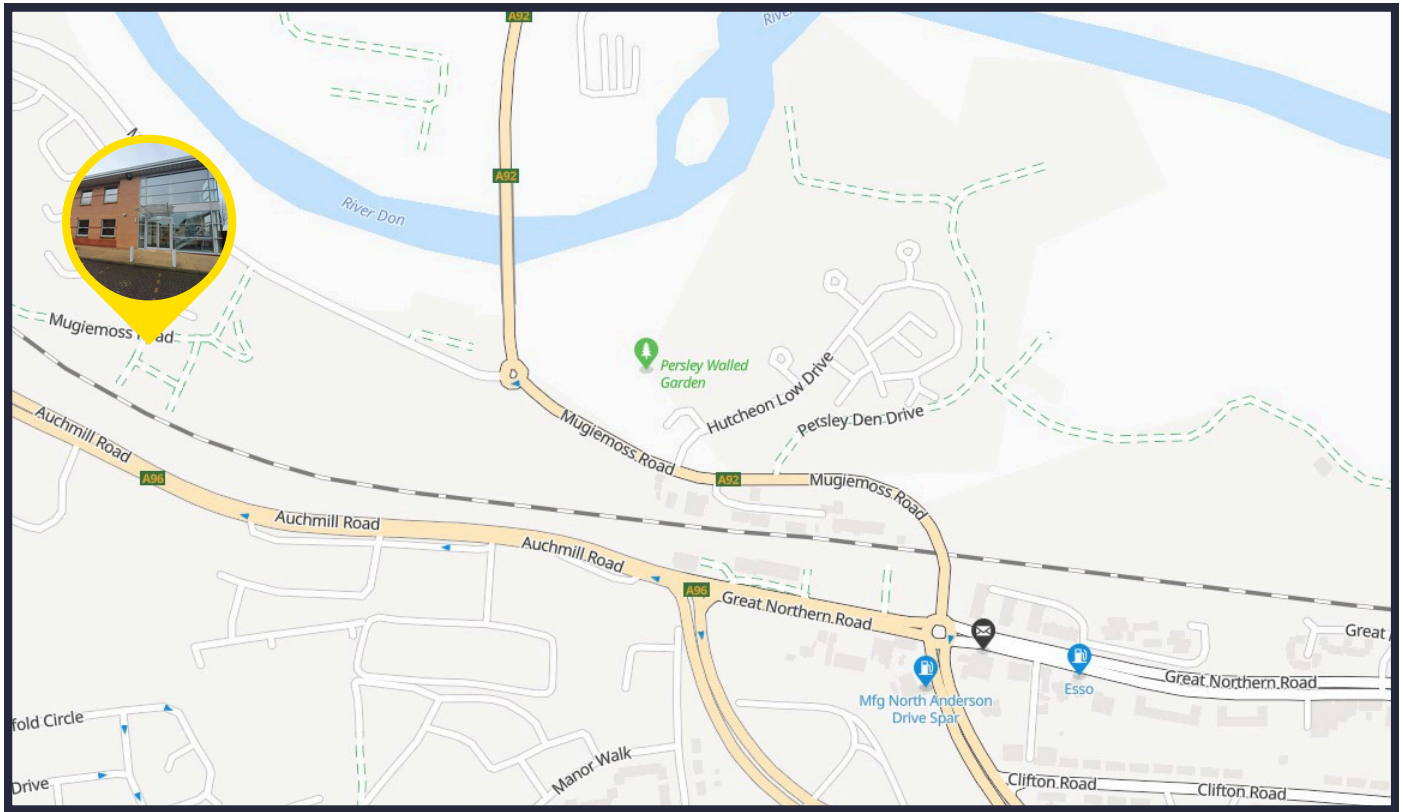 A92
River
A92
River Don
Mugiemoss Road
Persley Walled
Garden
Hutcheon Low Drive
Persley Den Drive
Auchmill Road
Mugiemoss Road
A96
A92
Mugiemoss Road
Auchmill Road
Auchmill Road
A96
Great Northern Road
Great
Great Northern Road
Esso
Mfg North Anderson
Drive Spar
fold Circle
Manor Walk
Drive
Clifton Road
Clifton Road